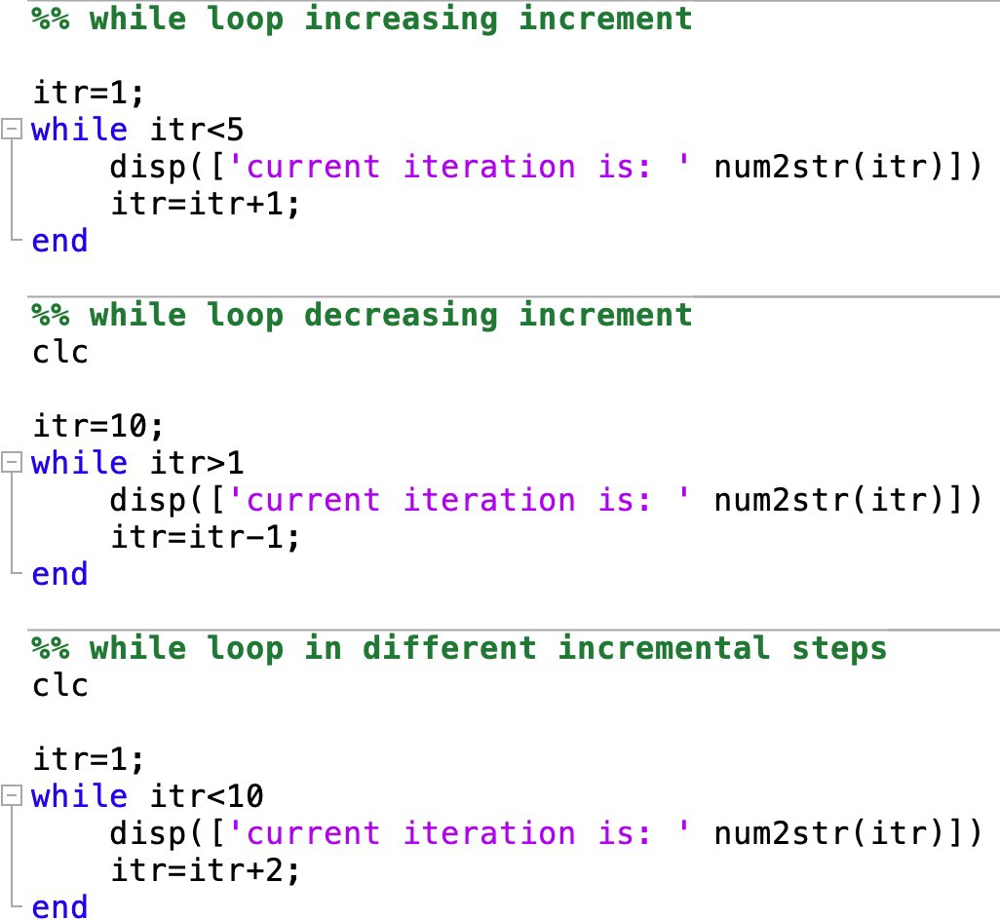 %% while loop increasing increment
itr=1;
while itr<5
disp(['current iteration is: ' num2str(itr)])
itr=itr+1;
end
%% while loop decreasing increment
clc
itr=10;
while itr>1
disp(['current iteration is: ' num2str(itr)])
itr=itr-1;
end
%% while loop in different incremental steps
clc
itr=1;
while itr<10
disp(['current iteration is: ' num2str(itr)])
itr=itr+2;
end